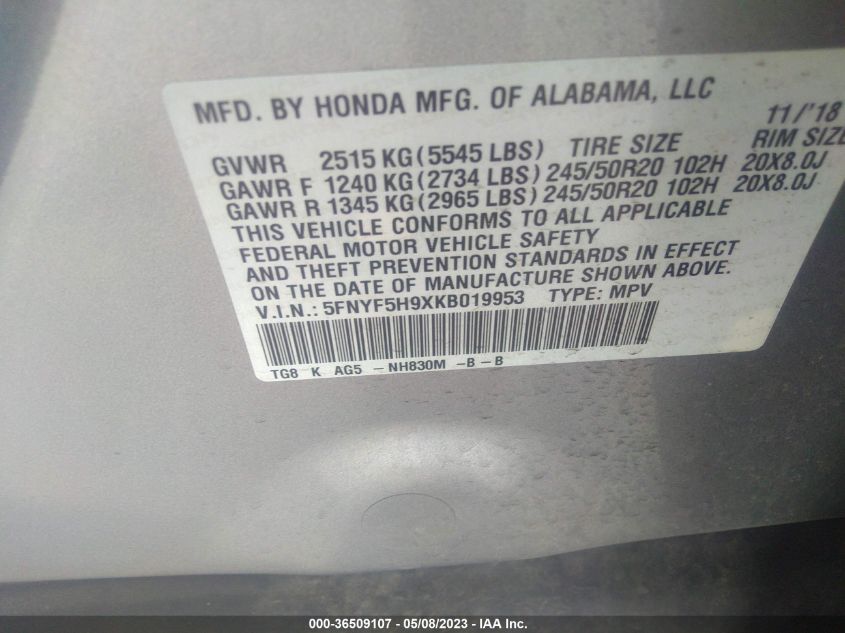 MFD. BY HONDA MFG. OF ALABAMA, LLC 11/'18
GVWR 2515 KG(5545 LBS) TIRE SIZE RIM SIZE
GAWR F 1240 KG(2734 LBS) 245/50R20 102H 20X8.0J
GAWR R 1345 KG(2965 LBS) 245/50R20 102H 20X8.0J
THIS VEHICLE CONFORMS TO ALL APPLICABLE
FEDERAL MOTOR VEHICLE SAFETY
AND THEFT PREVENTION STANDARDS IN EFFECT
ON THE DATE OF MANUFACTURE SHOWN ABOVE.
V.I.N.: 5FNYF5H9XKB019953 TYPE: MPV
TG8 K AG5 -NH830M -B-B
000-36509107 - 05/08/2023 - IAA Inc.